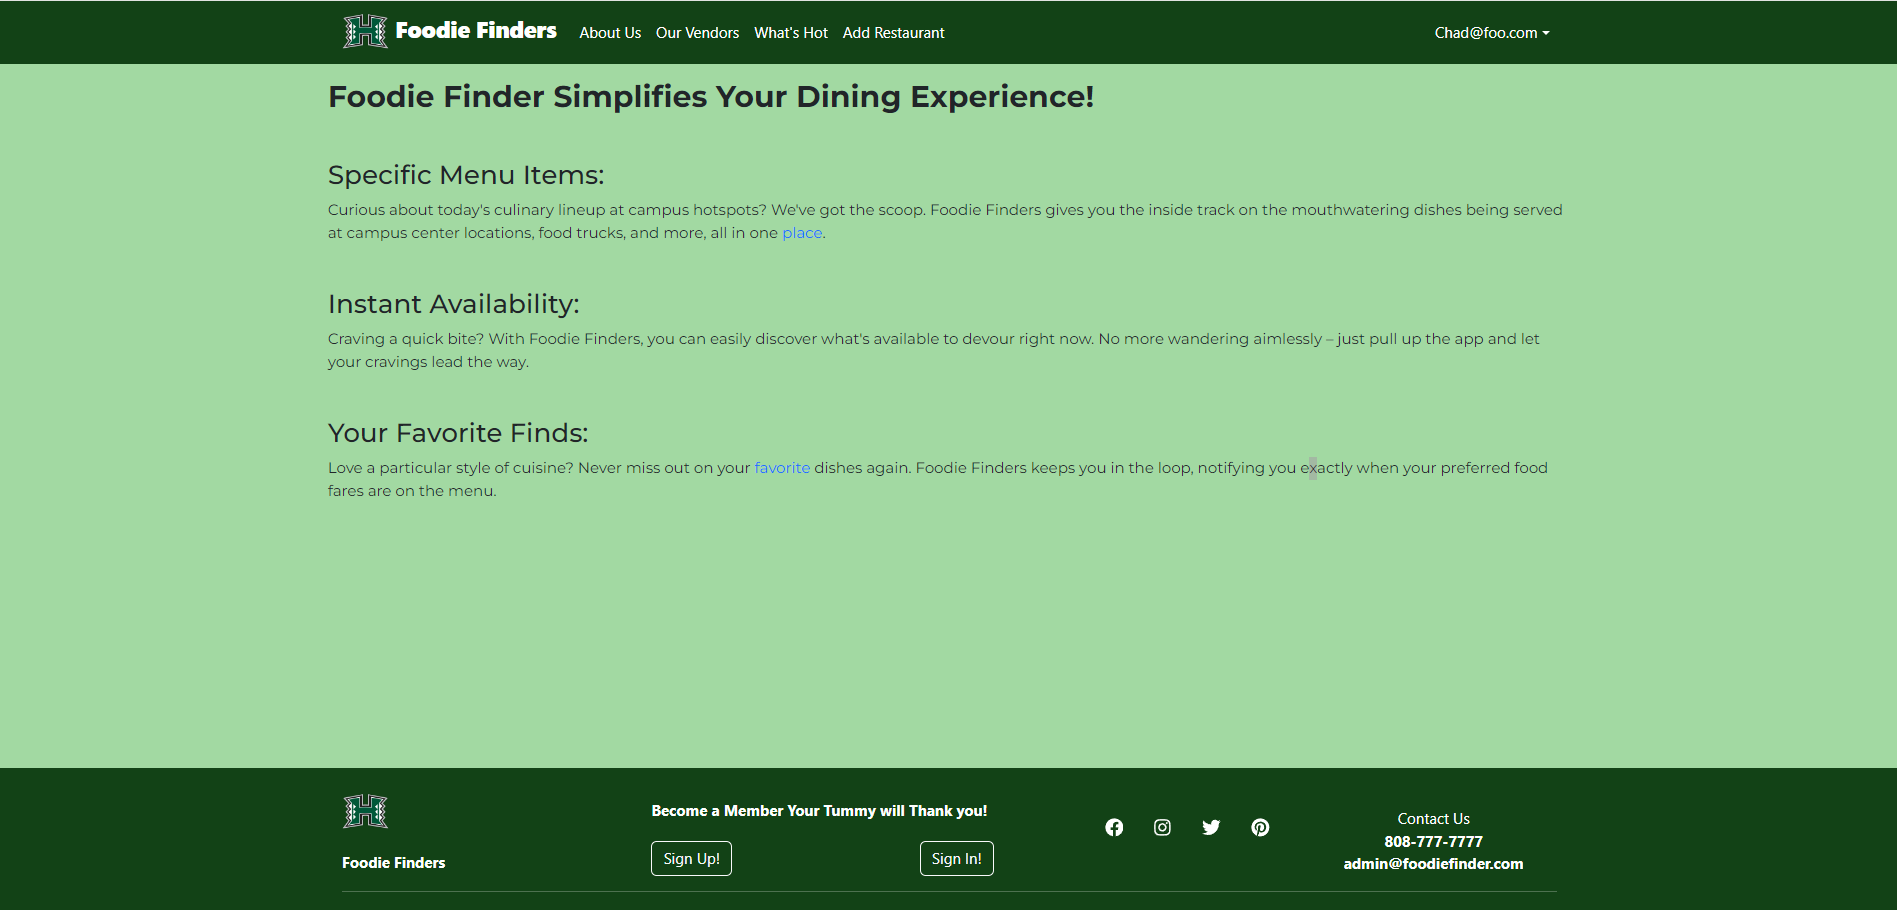 Foodie Finders About Us Our Vendors What's Hot Add Restaurant Chad@foo.com
Foodie Finder Simplifies Your Dining Experience!
Specific Menu Items:
Curious about today's culinary lineup at campus hotspots? We've got the scoop. Foodie Finders gives you the inside track on the mouthwatering dishes being served
at campus center locations, food trucks, and more, all in one place.
Instant Availability:
Craving a quick bite? With Foodie Finders, you can easily discover what's available to devour right now. No more wandering aimlessly – just pull up the app and let
your cravings lead the way.
Your Favorite Finds:
Love a particular style of cuisine? Never miss out on your favorite dishes again. Foodie Finders keeps you in the loop, notifying you exactly when your preferred food
fares are on the menu.
H
Foodie Finders
Become a Member Your Tummy will Thank you!
Sign Up! Sign In!
Contact Us
808-777-7777
admin@foodiefinder.com